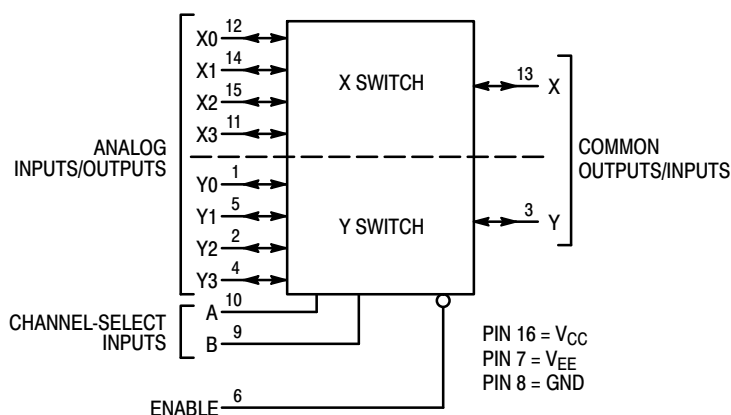 X0 12
X1 14
X2 15
X3 11
ANALOG
INPUTS/OUTPUTS
Y0 1
Y1 5
Y2 2
Y3 4
X SWITCH
Y SWITCH
13 X
3 Y
COMMON
OUTPUTS/INPUTS
CHANNEL-SELECT
INPUTS
A 10
B 9
ENABLE 6
PIN 16 = VCC
PIN 7 = VEE
PIN 8 = GND